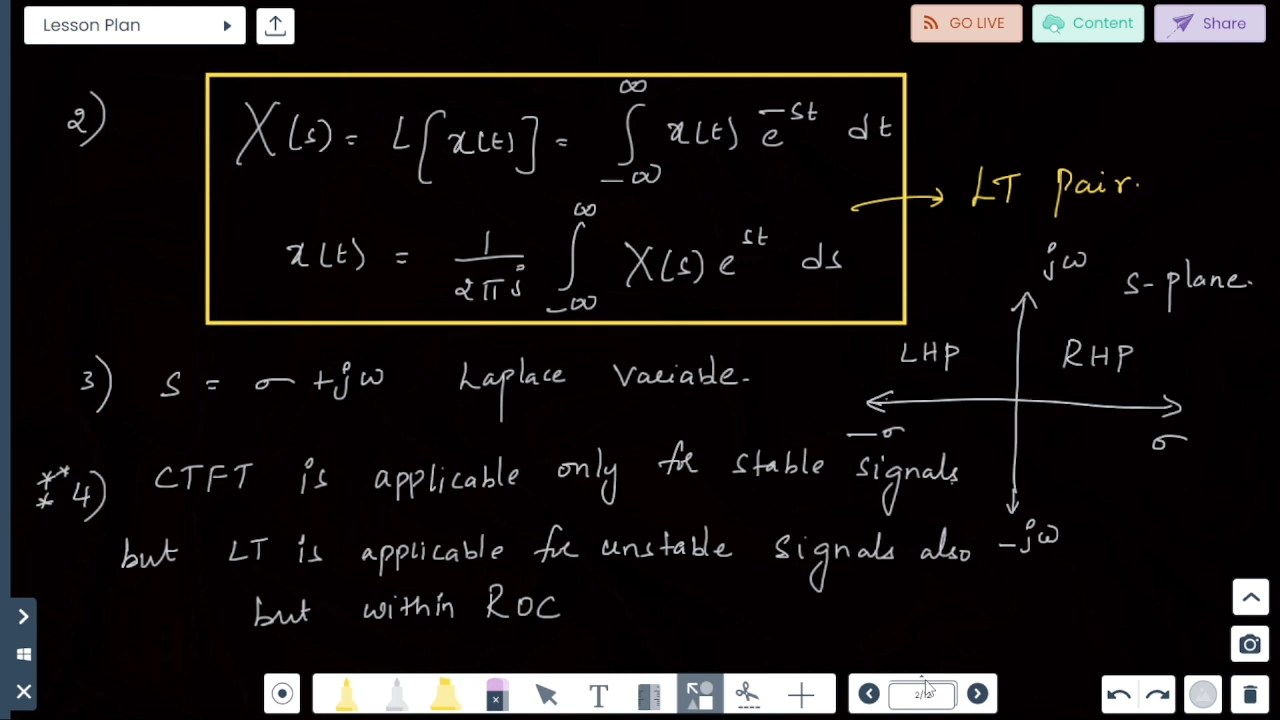 Lesson Plan
GO LIVE
Content
Share
2)
X(s) = L[x(t)] = ∫_{-∞}^{∞} x(t) e^{-st} dt
x(t) = 1/2πj ∫_{-∞}^{∞} X(s) e^{st} ds
LT pair.
jω
s-plane.
LHP
RHP
-σ
σ
-jω
3) s = σ + jω Laplace Variable.
*** 4) CTFT is applicable only for stable signals
but LT is applicable for unstable signals also
but within ROC
T